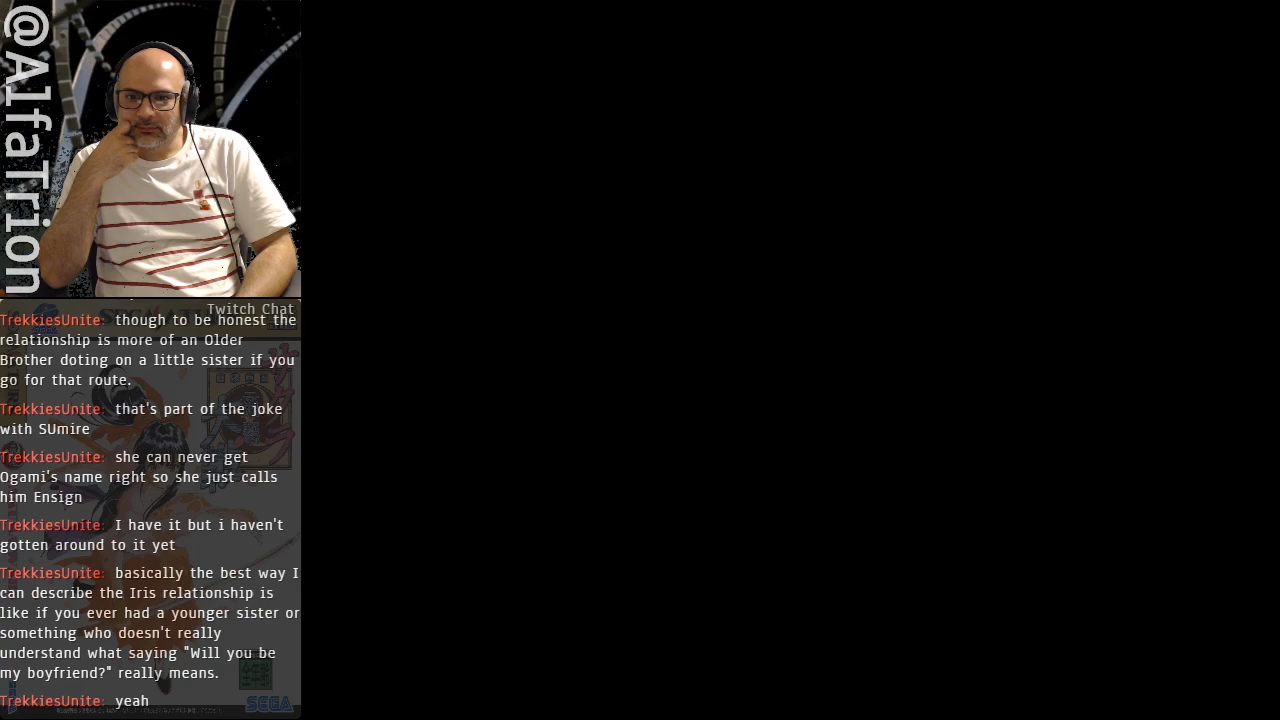 @AlfaTrion
Twitch Chat
TrekkiesUnite: though to be honest the
relationship is more of an Older
Brother doting on a little sister if you
go for that route.
TrekkiesUnite: that's part of the joke
with SUmire
TrekkiesUnite: she can never get
Ogami's name right so she just calls
him Ensign
TrekkiesUnite: I have it but i haven't
gotten around to it yet
TrekkiesUnite: basically the best way I
can describe the Iris relationship is
like if you ever had a younger sister or
something who doesn't really
understand what saying "Will you be
my boyfriend?" really means.
TrekkiesUnite: yeah
SEGA